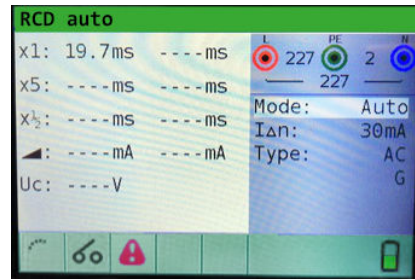 RCD auto
x1: 19.7ms ----ms
x5: ----ms ----ms
x½: ----ms ----ms
: ----mA ----mA
Uc: ----V
L PE N
227 2
227
Mode: Auto
I∆n: 30mA
Type: AC
G